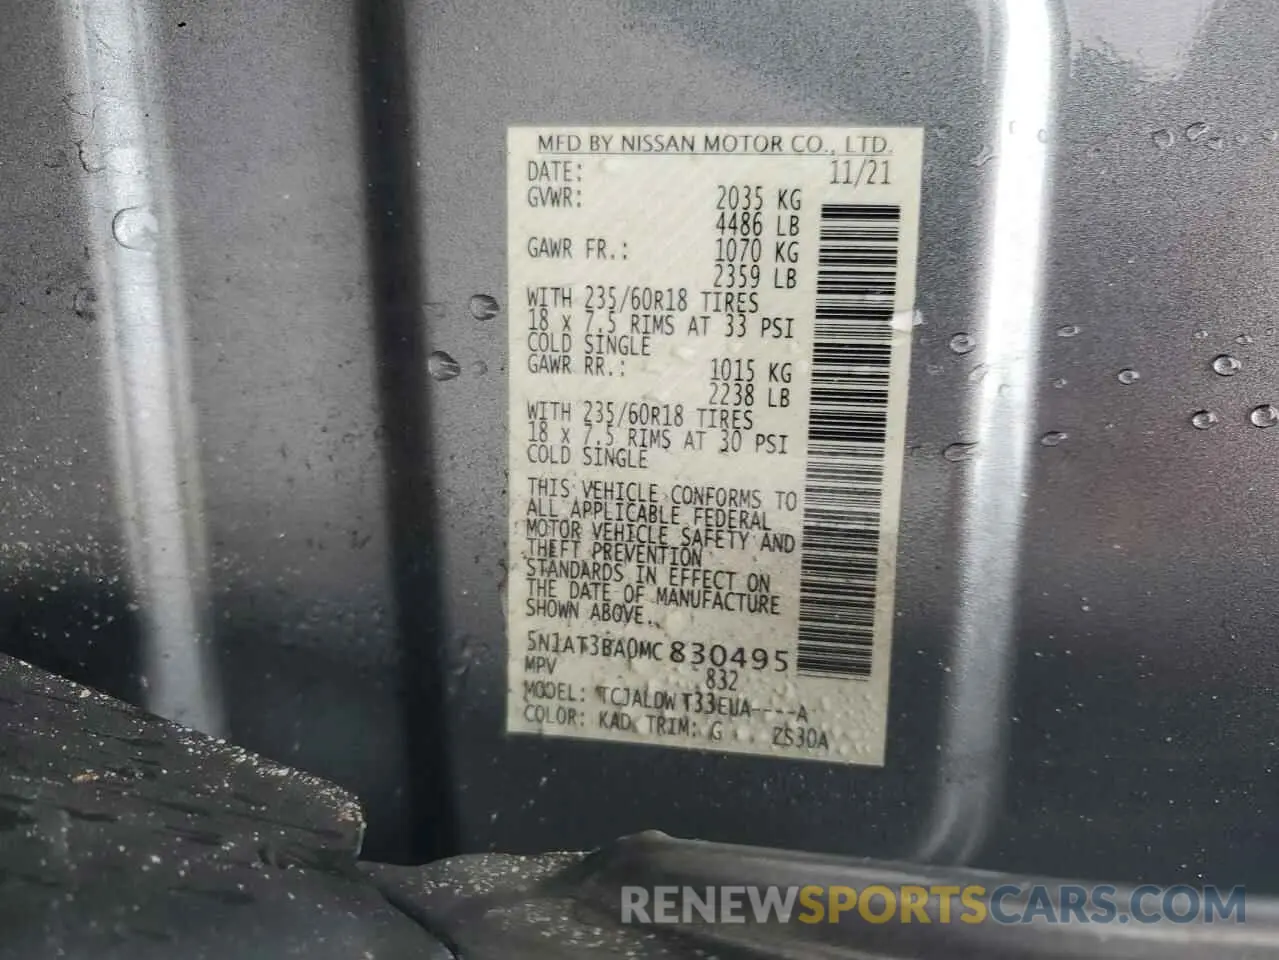 MFD BY NISSAN MOTOR CO., LTD.
DATE: 11/21
GVWR: 2035 KG
4486 LB
GAWR FR.: 1070 KG
2359 LB
WITH 235/60R18 TIRES
18 X 7.5 RIMS AT 33 PSI
COLD SINGLE
GAWR RR.: 1015 KG
2238 LB
WITH 235/60R18 TIRES
18 X 7.5 RIMS AT 30 PSI
COLD SINGLE
THIS VEHICLE CONFORMS TO
ALL APPLICABLE FEDERAL
MOTOR VEHICLE SAFETY AND
THEFT PREVENTION
STANDARDS IN EFFECT ON
THE DATE OF MANUFACTURE
SHOWN ABOVE.
5N1AT3BA0MC830495
MPV 832
MODEL: TCJALDWT33EUA----A
COLOR: KAD TRIM: G ZS30A
RENEWSPORTSCARS.COM